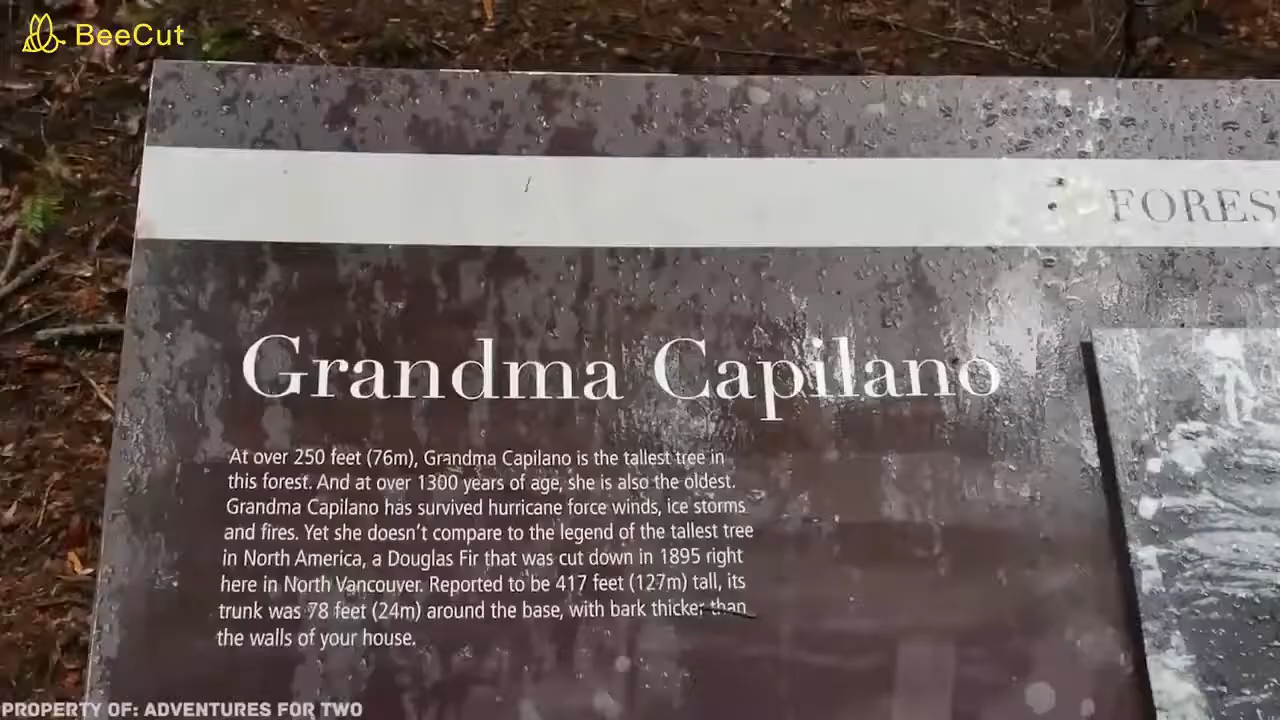 BeeCut
FORES
Grandma Capilano
At over 250 feet (76m), Grandma Capilano is the tallest tree in
this forest. And at over 1300 years of age, she is also the oldest.
Grandma Capilano has survived hurricane force winds, ice storms
and fires. Yet she doesn't compare to the legend of the tallest tree
in North America, a Douglas Fir that was cut down in 1895 right
here in North Vancouver. Reported to be 417 feet (127m) tall, its
trunk was 78 feet (24m) around the base, with bark thicker than
the walls of your house.
PROPERTY OF: ADVENTURES FOR TWO